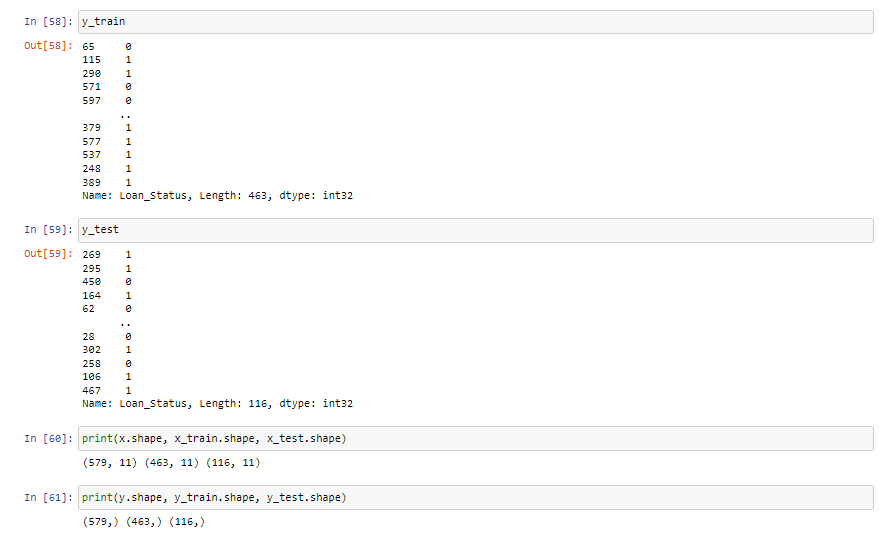 In [58]: y_train
Out[58]: 65 0
115 1
290 1
571 0
597 0
..
379 1
577 1
537 1
248 1
389 1
Name: Loan_Status, Length: 463, dtype: int32
In [59]: y_test
Out[59]: 269 1
295 1
450 0
164 1
62 0
..
28 0
302 1
258 0
106 1
467 1
Name: Loan_Status, Length: 116, dtype: int32
In [60]: print(x.shape, x_train.shape, x_test.shape)
(579, 11) (463, 11) (116, 11)
In [61]: print(y.shape, y_train.shape, y_test.shape)
(579,) (463,) (116,)